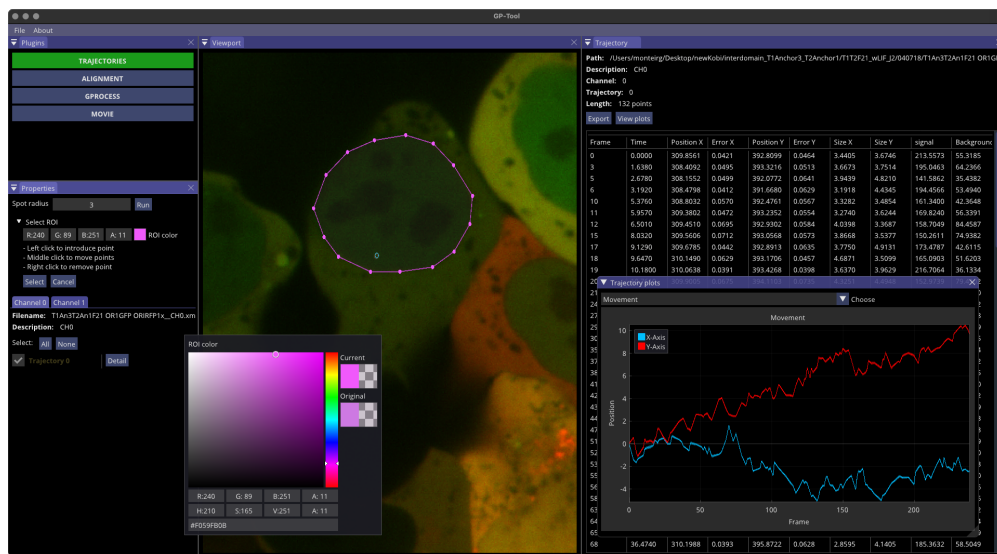 GP-Tool
File About
Plugins
TRAJECTORIES
ALIGNMENT
GPROCESS
MOVIE
Properties
Spot radius 3 Run
Select ROI
R:240 G: 89 B:251 A: 11 ROI color
- Left click to introduce point
- Middle click to move points
- Right click to remove point
Select Cancel
Channel 0 Channel 1
Filename: T1An3T2An1F21 OR1GFP ORIRFP1x__CH0.xm
Description: CH0
Select: All None
Trajectory 0 Detail
Viewport
ROI color
Current
Original
R:240 G: 89 B:251 A: 11
H:210 S:165 V:251 A: 11
#F059FB0B
Trajectory
Path: /Users/monteirg/Desktop/newKobi/interdomain_T1Anchor3_T2Anchor1/T1T2F21_wLIF_J2/040718/T1An3T2An1F21 OR1G
Description: CH0
Channel: 0
Trajectory: 0
Length: 132 points
Export View plots
Frame Time Position X Error X Position Y Error Y Size X Size Y signal Background
0 0.0000 309.8561 0.0421 392.8099 0.0464 3.4405 3.6746 213.5573 55.3185
3 1.6380 308.4092 0.0495 393.3216 0.0513 3.6673 3.7514 195.0463 64.2366
5 2.6780 308.1552 0.0499 392.0772 0.0641 3.9439 4.8210 141.5862 35.4382
6 3.1920 308.4798 0.0412 391.6680 0.0629 3.1918 4.4345 194.4566 53.4940
10 5.3760 308.8032 0.0570 392.4761 0.0567 3.3282 3.4854 161.3400 42.3648
11 5.9570 309.3802 0.0472 393.2352 0.0554 3.2740 3.6244 169.8240 56.3391
12 6.5010 309.4510 0.0695 392.9302 0.0584 4.0398 3.3687 158.7049 84.4587
15 8.0320 309.5606 0.0712 393.0568 0.0573 3.8668 3.5377 150.2611 74.9382
17 9.1290 309.6785 0.0442 392.8913 0.0635 3.7750 4.9131 173.4787 42.6115
18 9.6470 310.1490 0.0629 393.1706 0.0457 4.6871 3.5099 165.0903 51.6203
19 10.1800 310.0638 0.0391 393.4268 0.0398 3.6370 3.9629 216.7064 36.1334
20
68 36.4740 310.1988 0.0393 395.8722 0.0628 2.8595 4.1405 185.3632 58.5049
Trajectory plots
Movement Choose
Movement
X-Axis
Y-Axis
Position
10
8
6
4
2
0
-2
-4
0 50 100 150 200
Frame